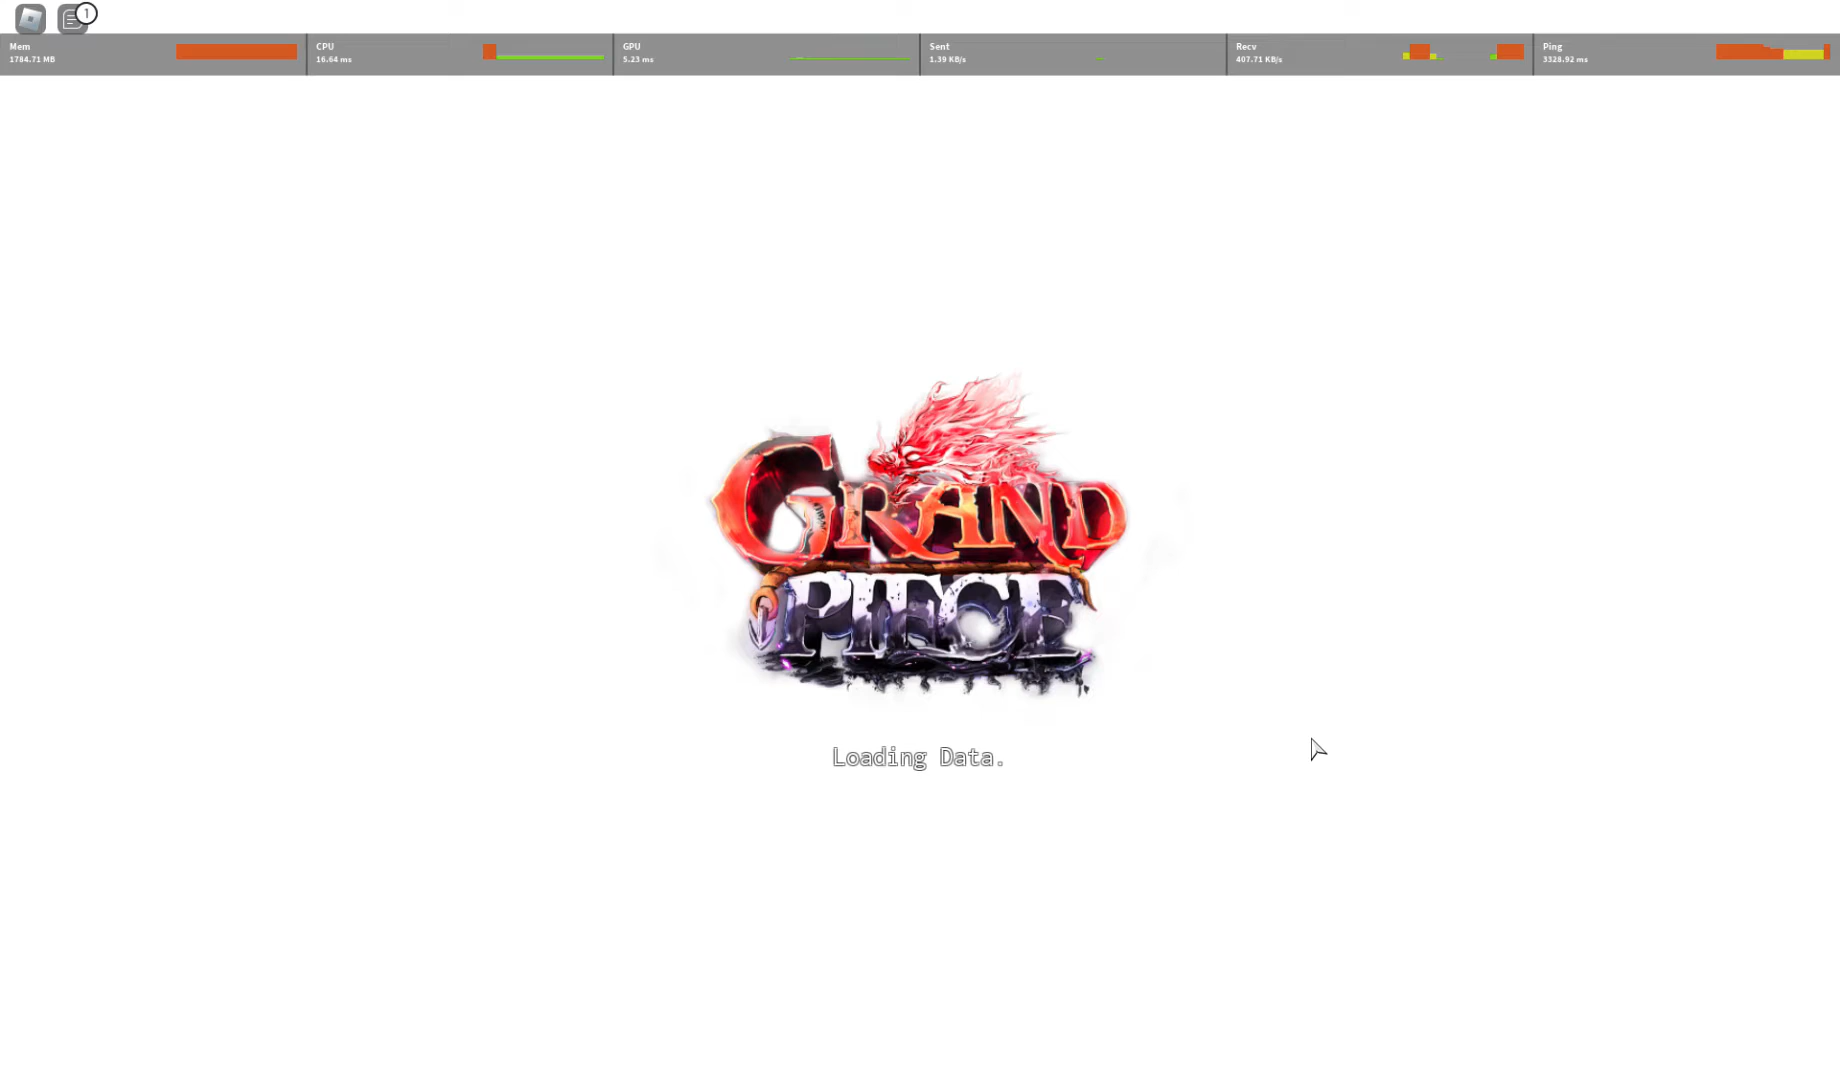 1
Mem
1784.71 MB
CPU
16.64 ms
GPU
5.23 ms
Sent
1.39 KB/s
Recv
407.71 KB/s
Ping
3328.92 ms
GRAND
PIECE
Loading Data.